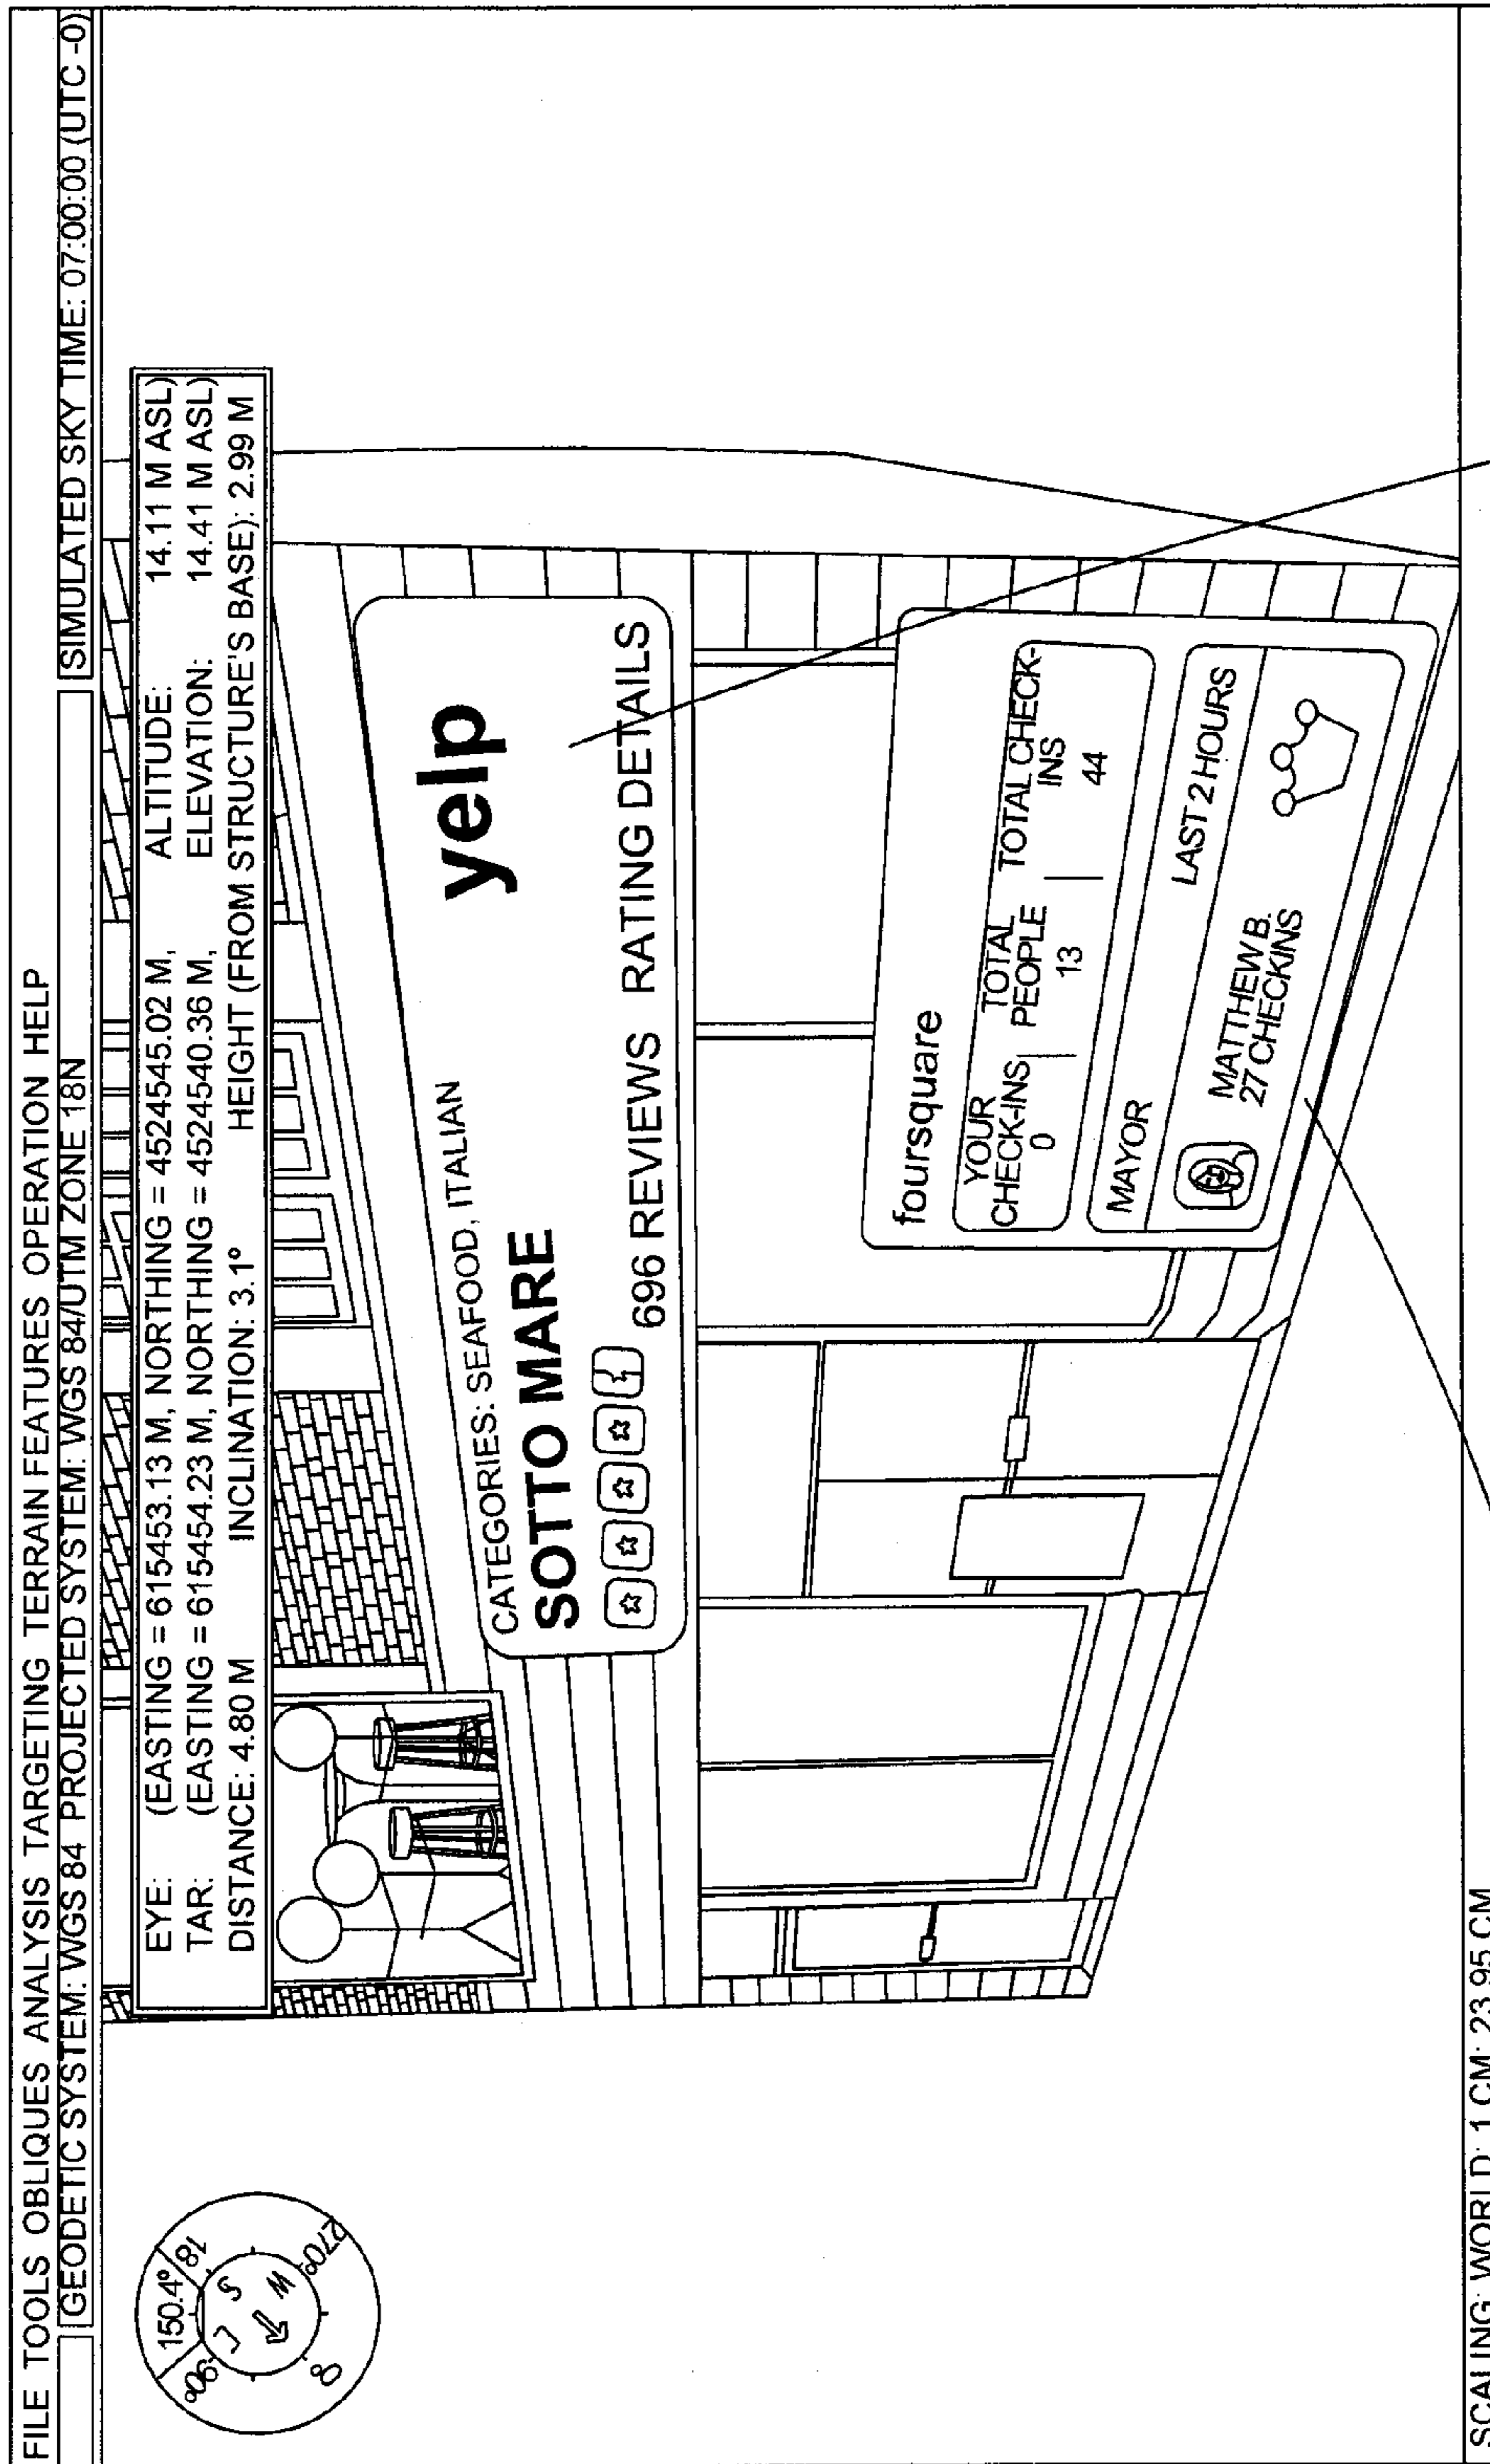 FILE TOOLS OBLIQUES ANALYSIS TARGETING TERRAIN FEATURES OPERATION HELP
GEODETIC SYSTEM: WGS 84 PROJECTED SYSTEM: WGS 84/UTM ZONE 18N SIMULATED SKY TIME: 07:00:00 (UTC -0)
EYE: (EASTING = 615453.13 M, NORTHING = 4524545.02 M, ALTITUDE: 14.11 M ASL)
TAR: (EASTING = 615454.23 M, NORTHING = 4524540.36 M, ELEVATION: 14.41 M ASL)
DISTANCE: 4.80 M INCLINATION: 3.1° HEIGHT (FROM STRUCTURE'S BASE): 2.99 M
150.4°
90°
18
S
W
270°
0
CATEGORIES: SEAFOOD, ITALIAN
SOTTO MARE
yelp
696 REVIEWS RATING DETAILS
foursquare
YOUR CHECK-INS
0
TOTAL PEOPLE
13
TOTAL CHECK-INS
44
MAYOR
LAST 2 HOURS
MATTHEW B.
27 CHECKINS
SCALING: WORLD: 1 CM: 23.95 CM